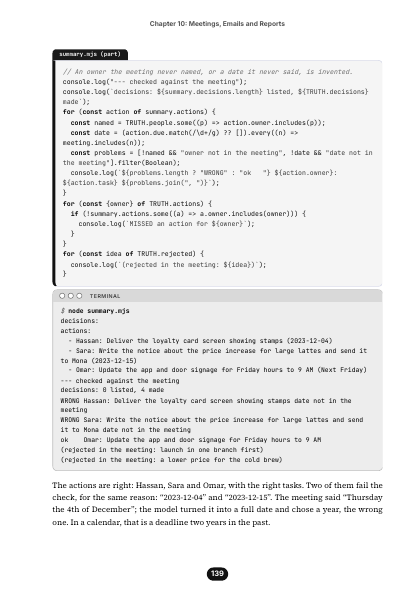 Chapter 10: Meetings, Emails and Reports
summary.mjs (part)
// An owner the meeting never named, or a date it never said, is invented.
console.log("--- checked against the meeting");
console.log(`decisions: ${summary.decisions.length} listed, ${TRUTH.decisions}
made`);
for (const action of summary.actions) {
  const named = TRUTH.people.some((p) => action.owner.includes(p));
  const date = (action.due.match(/\d+/g) ?? []).every((n) =>
meeting.includes(n));
  const problems = [!named && "owner not in the meeting", !date && "date not in
the meeting"].filter(Boolean);
  console.log(`${problems.length ? "WRONG" : "ok   "} ${action.owner}:
${action.task} ${problems.join(", ")}`);
}
for (const {owner} of TRUTH.actions) {
  if (!summary.actions.some((a) => a.owner.includes(owner))) {
    console.log(`MISSED an action for ${owner}`);
  }
}
for (const idea of TRUTH.rejected) {
  console.log(`(rejected in the meeting: ${idea})`);
}
TERMINAL
$ node summary.mjs
decisions:
actions:
  - Hassan: Deliver the loyalty card screen showing stamps (2023-12-04)
  - Sara: Write the notice about the price increase for large lattes and send it
to Mona (2023-12-15)
  - Omar: Update the app and door signage for Friday hours to 9 AM (Next Friday)
--- checked against the meeting
decisions: 0 listed, 4 made
WRONG Hassan: Deliver the loyalty card screen showing stamps date not in the
meeting
WRONG Sara: Write the notice about the price increase for large lattes and send
it to Mona date not in the meeting
ok    Omar: Update the app and door signage for Friday hours to 9 AM
(rejected in the meeting: launch in one branch first)
(rejected in the meeting: a lower price for the cold brew)
The actions are right: Hassan, Sara and Omar, with the right tasks. Two of them fail the
check, for the same reason: “2023-12-04” and “2023-12-15”. The meeting said “Thursday
the 4th of December”; the model turned it into a full date and chose a year, the wrong
one. In a calendar, that is a deadline two years in the past.
139